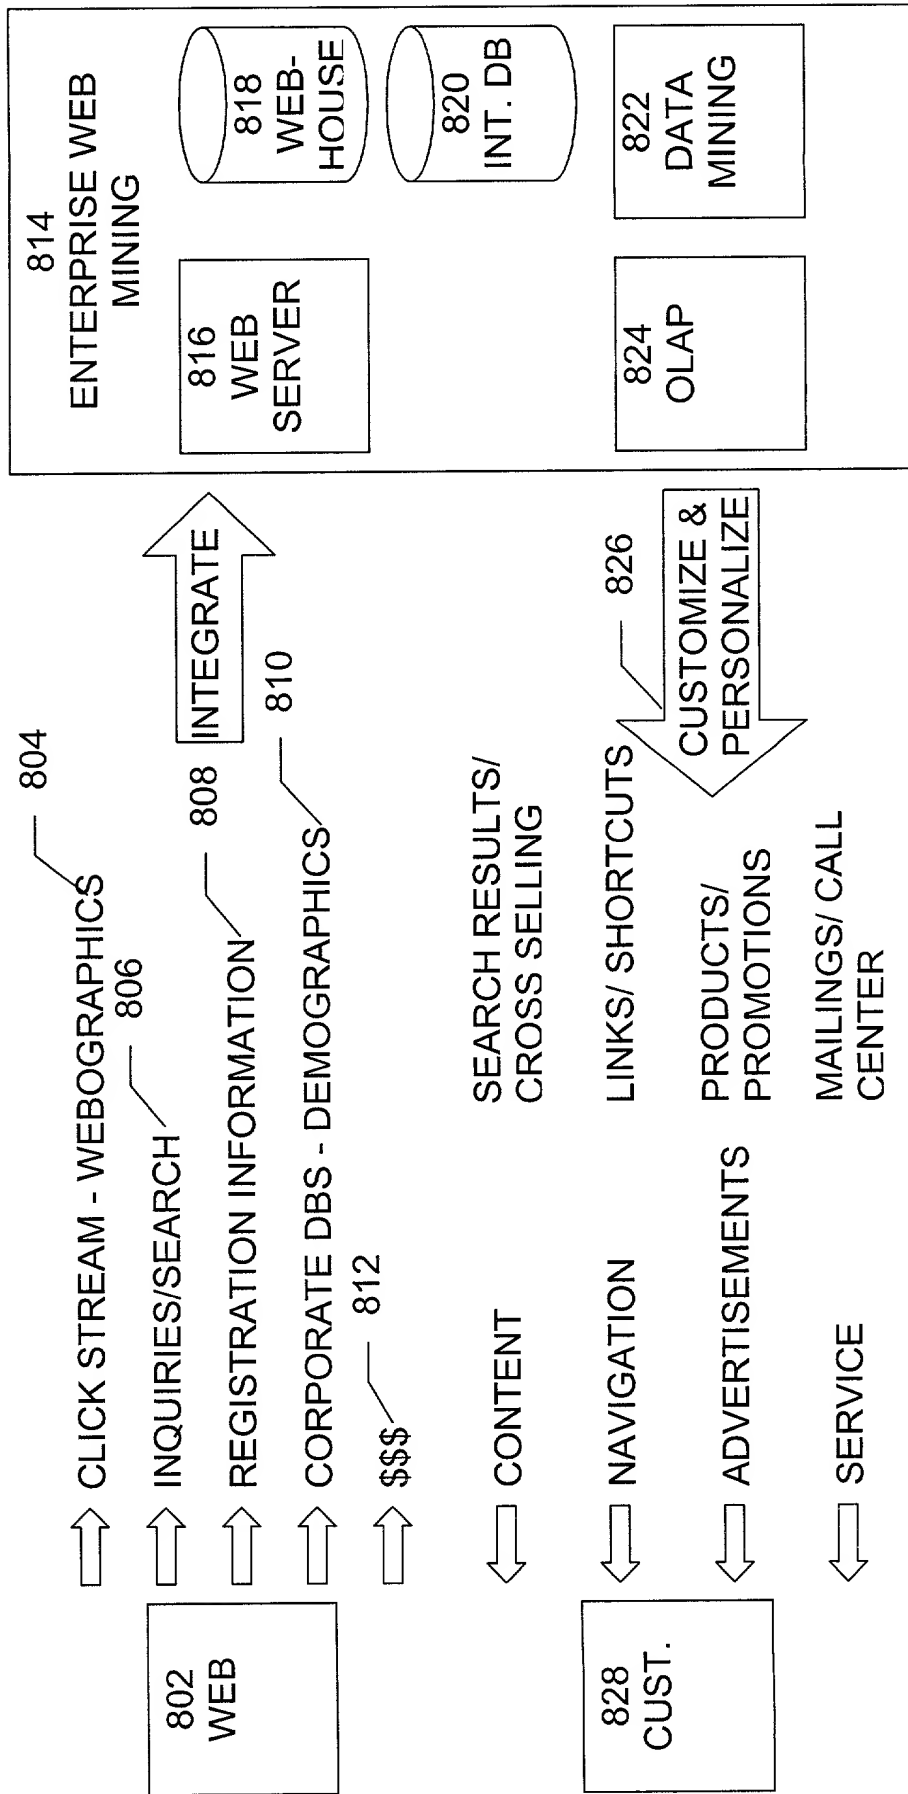 802
WEB
CLICK STREAM - WEBOGRAPHICS
804
806
INQUIRIES/SEARCH
808
REGISTRATION INFORMATION
CORPORATE DBS - DEMOGRAPHICS
810
812
$$$
INTEGRATE
814
ENTERPRISE WEB
MINING
816
WEB
SERVER
818
WEB-
HOUSE
820
INT. DB
824
OLAP
822
DATA
MINING
826
CUSTOMIZE &
PERSONALIZE
CONTENT
SEARCH RESULTS/
CROSS SELLING
NAVIGATION
LINKS/ SHORTCUTS
ADVERTISEMENTS
PRODUCTS/
PROMOTIONS
SERVICE
MAILINGS/ CALL
CENTER
828
CUST.